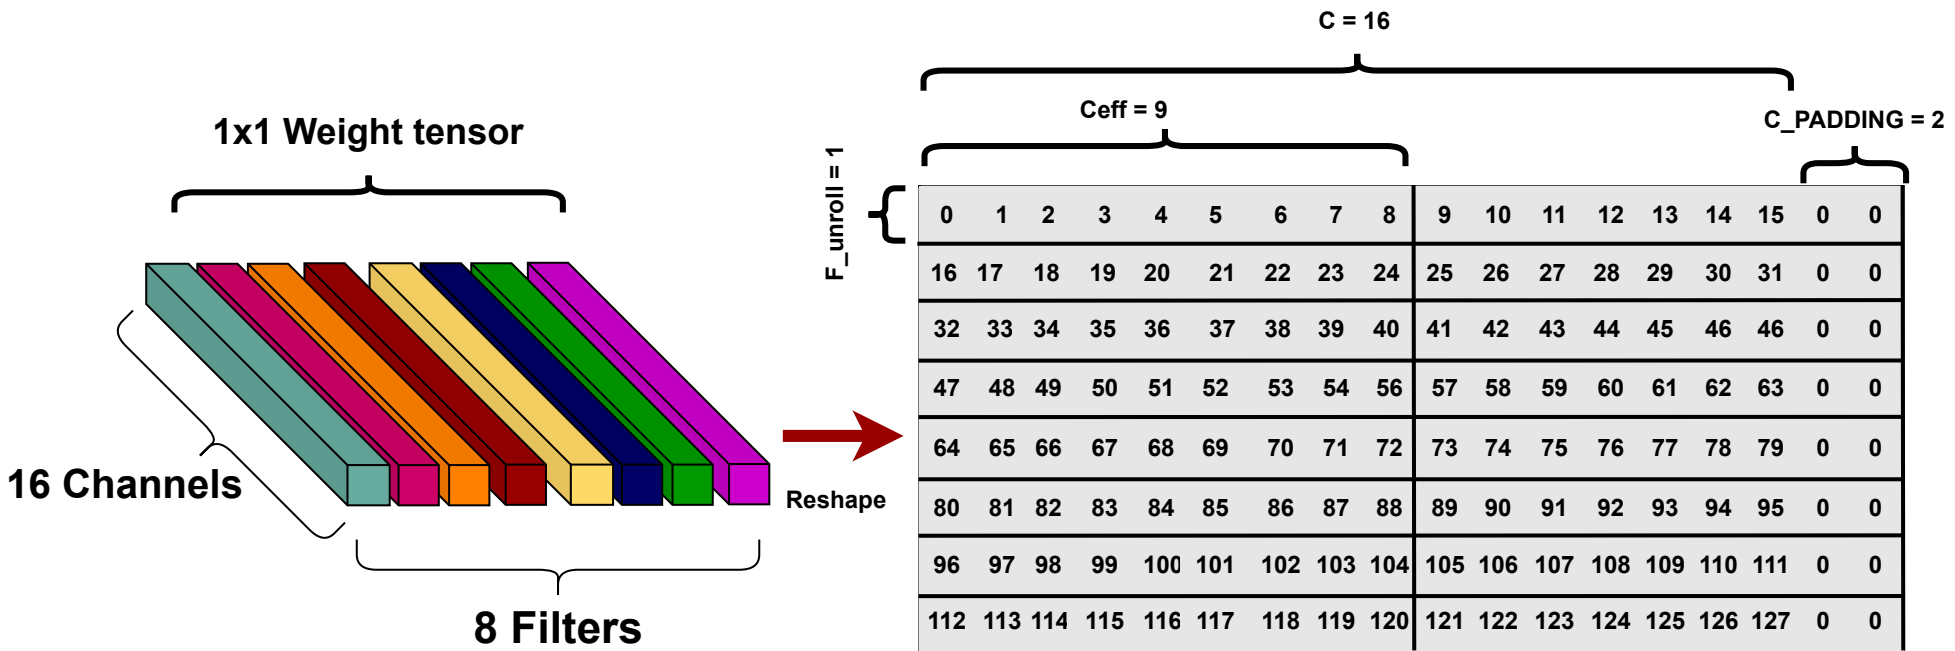 C = 16
Ceff = 9
C_PADDING = 2
1x1 Weight tensor
F_unroll = 1
0 1 2 3 4 5 6 7 8 9 10 11 12 13 14 15 0 0
16 17 18 19 20 21 22 23 24 25 26 27 28 29 30 31 0 0
32 33 34 35 36 37 38 39 40 41 42 43 44 45 46 46 0 0
47 48 49 50 51 52 53 54 56 57 58 59 60 61 62 63 0 0
64 65 66 67 68 69 70 71 72 73 74 75 76 77 78 79 0 0
80 81 82 83 84 85 86 87 88 89 90 91 92 93 94 95 0 0
96 97 98 99 100 101 102 103 104 105 106 107 108 109 110 111 0 0
112 113 114 115 116 117 118 119 120 121 122 123 124 125 126 127 0 0
16 Channels
Reshape
8 Filters